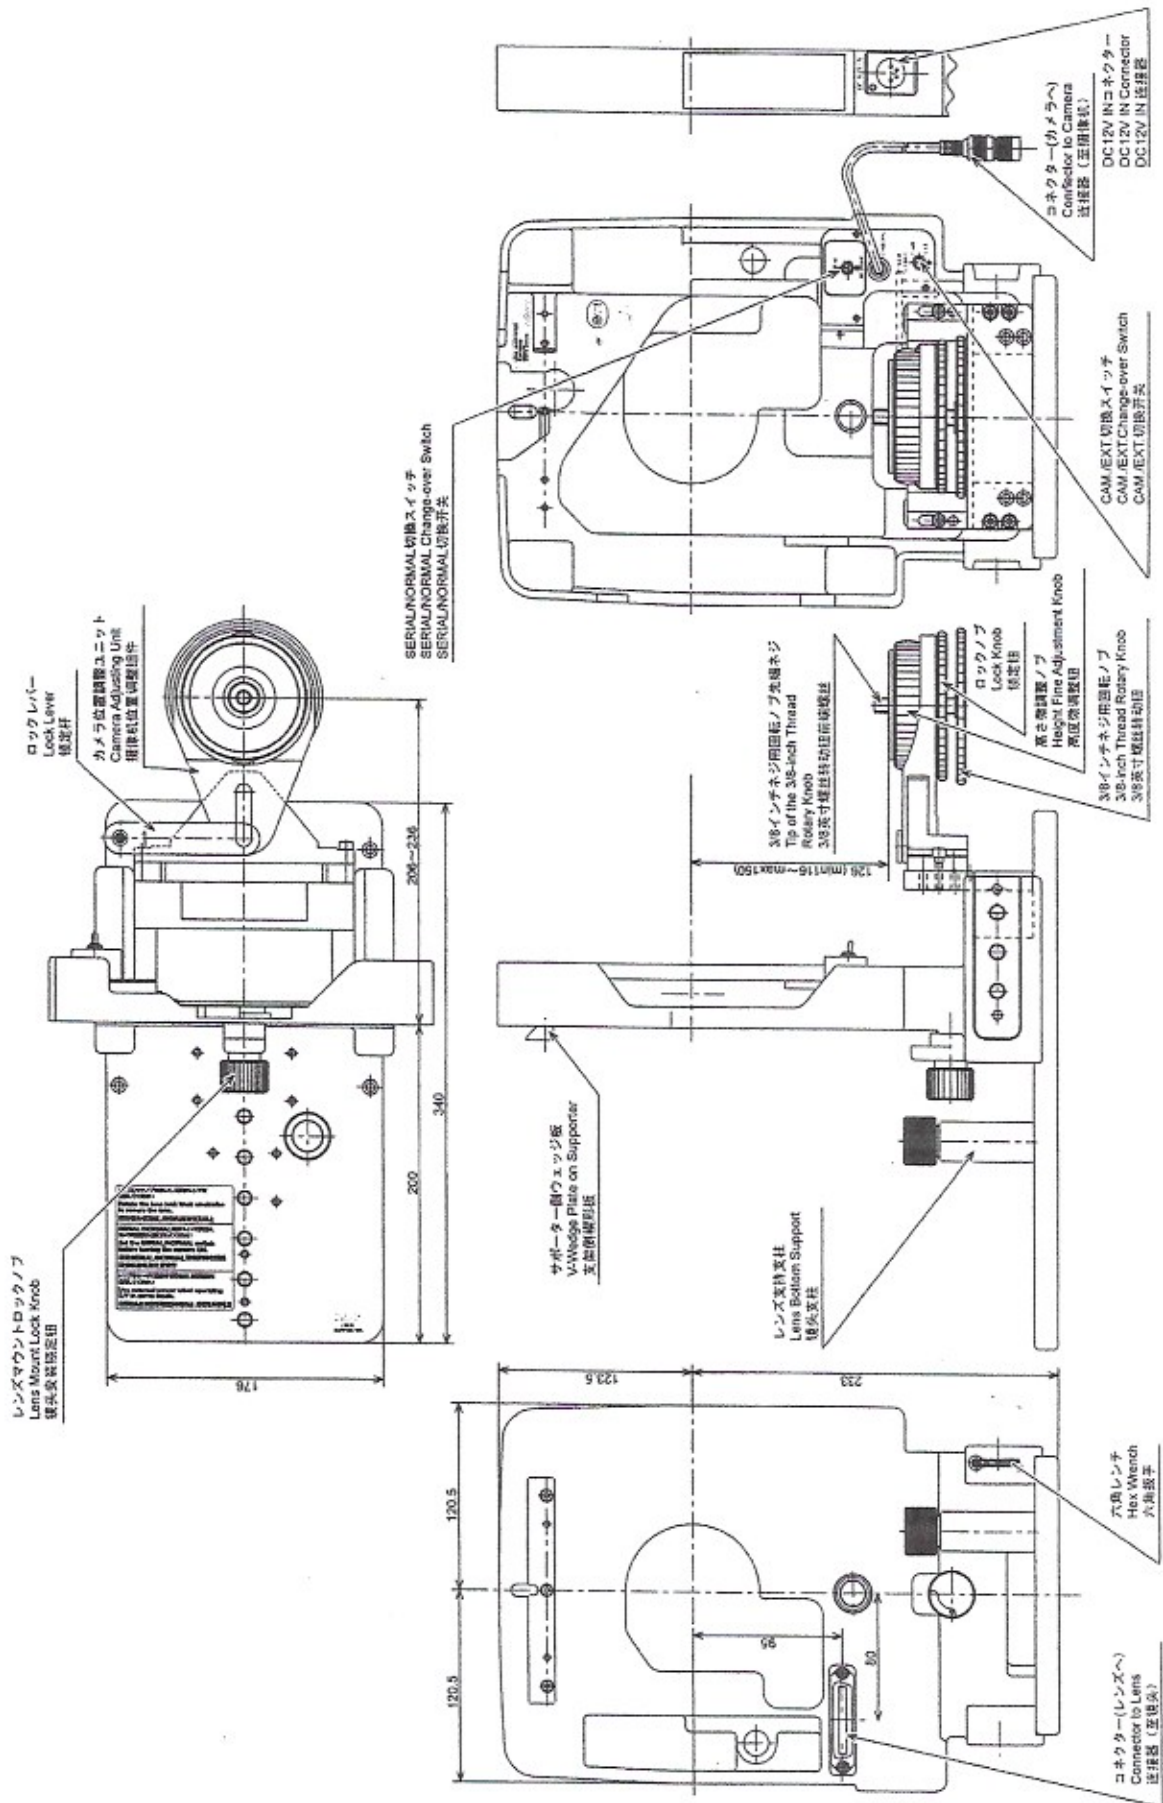 レンズマウントロックノブ
Lens Mount Lock Knob
镜头安装锁定钮
ロックレバー
Lock Lever
锁定杆
カメラ位置調整ユニット
Camera Adjusting Unit
摄像机位置调整组件
176
200
340
206~236
SERIAL/NORMAL切換スイッチ
SERIAL/NORMAL Change-over Switch
SERIAL/NORMAL切换开关
サポーター側ウェッジ板
V-Wedge Plate on Supporter
支架侧楔形板
レンズ支持支柱
Lens Bottom Support
镜头支柱
126 (min116~max150)
3/8インチネジ用回転ノブ先端ネジ
Tip of the 3/8-inch Thread
Rotary Knob
3/8英寸螺丝转动钮前端螺丝
ロックノブ
Lock Knob
锁定钮
高さ微調整ノブ
Height Fine Adjustment Knob
高度微调整钮
3/8インチネジ用回転ノブ
3/8-inch Thread Rotary Knob
3/8英寸螺丝转动钮
コネクター(カメラへ)
Connector to Camera
连接器(至摄像机)
DC12V INコネクター
DC12V IN Connector
DC12V IN 连接器
CAM./EXT.切換スイッチ
CAM./EXT.Change-over Switch
CAM./EXT.切换开关
120.5
120.5
123.5
233
95
80
コネクター(レンズへ)
Connector to Lens
连接器(至镜头)
六角レンチ
Hex Wrench
六角扳手